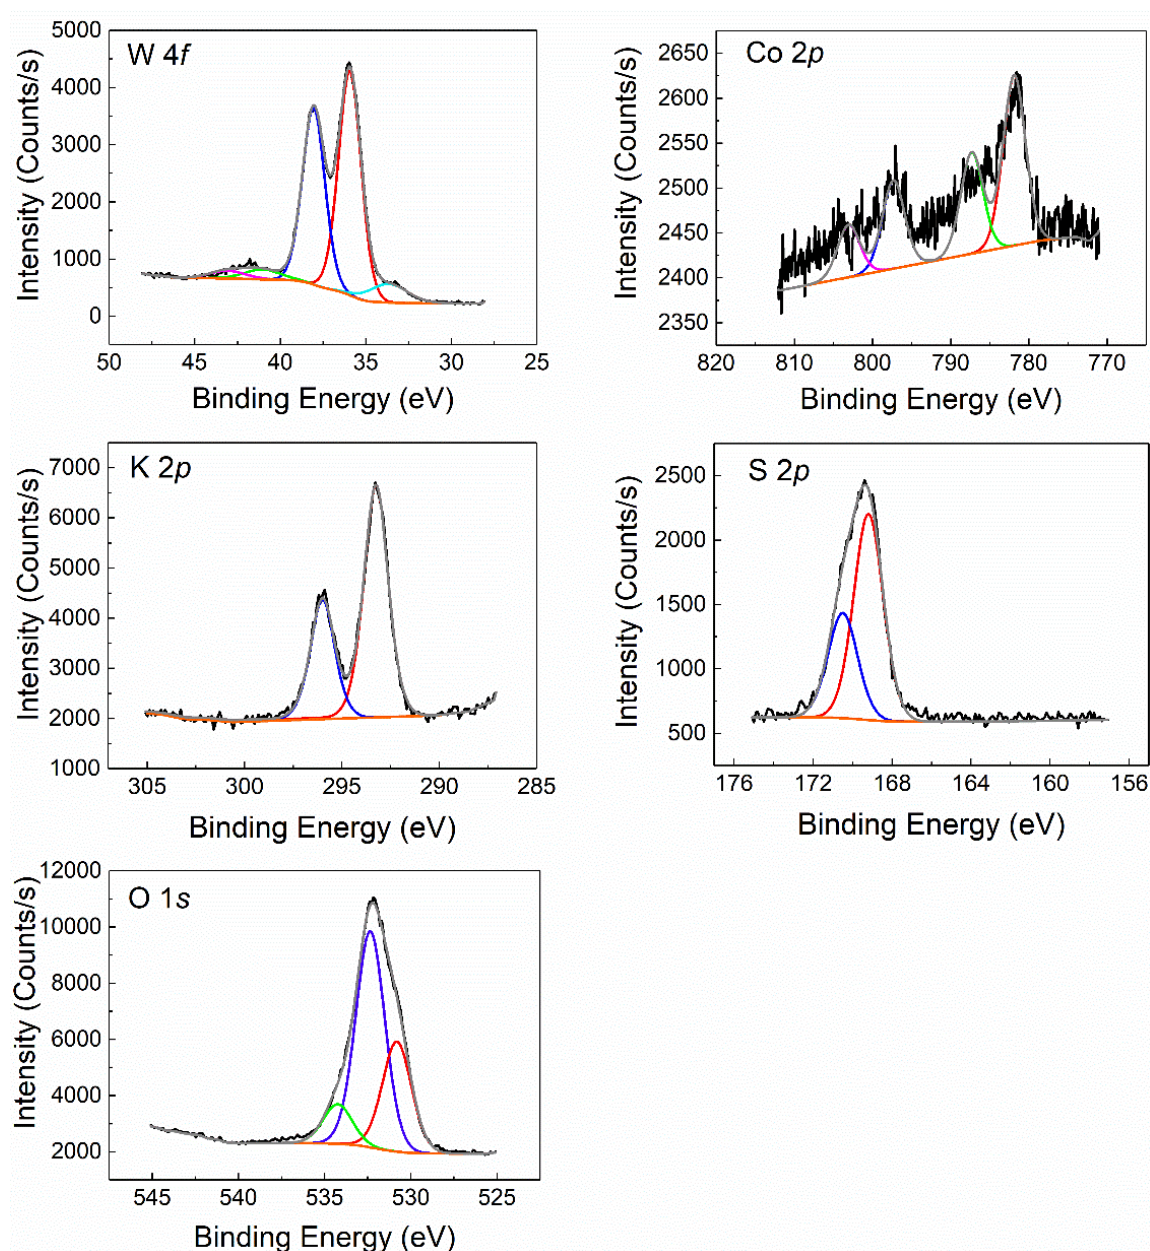 W 4f
Intensity (Counts/s)
5000
4000
3000
2000
1000
0
50 45 40 35 30 25
Binding Energy (eV)
Co 2p
Intensity (Counts/s)
2650
2600
2550
2500
2450
2400
2350
820 810 800 790 780 770
Binding Energy (eV)
K 2p
Intensity (Counts/s)
7000
6000
5000
4000
3000
2000
1000
305 300 295 290 285
Binding Energy (eV)
S 2p
Intensity (Counts/s)
2500
2000
1500
1000
500
176 172 168 164 160 156
Binding Energy (eV)
O 1s
Intensity (Counts/s)
12000
10000
8000
6000
4000
2000
545 540 535 530 525
Binding Energy (eV)